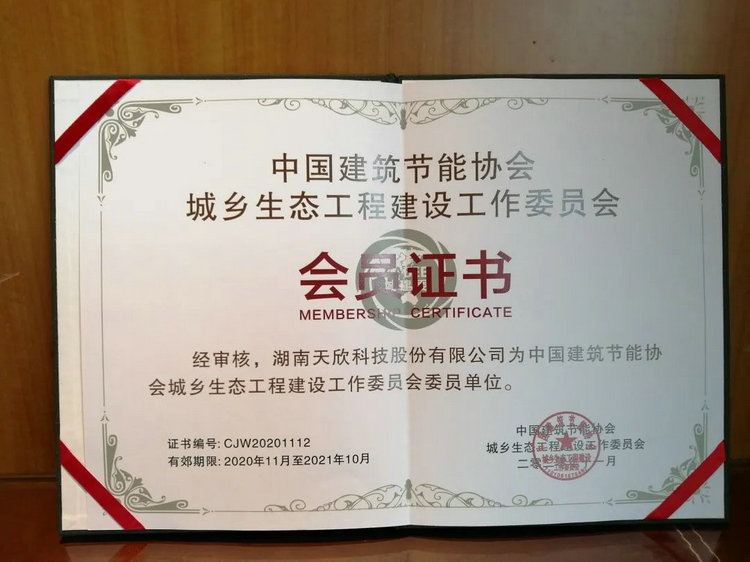 中国建筑节能协会
城乡生态工程建设工作委员会
会员证书
MEMBERSHIP CERTIFICATE
经审核，湖南天欣科技股份有限公司为中国建筑节能协
会城乡生态工程建设工作委员会委员单位。
证书编号: CJW20201112
有效期限: 2020年11月至2021年10月
中国建筑节能协会
城乡生态工程建设工作委员会
二零 一月